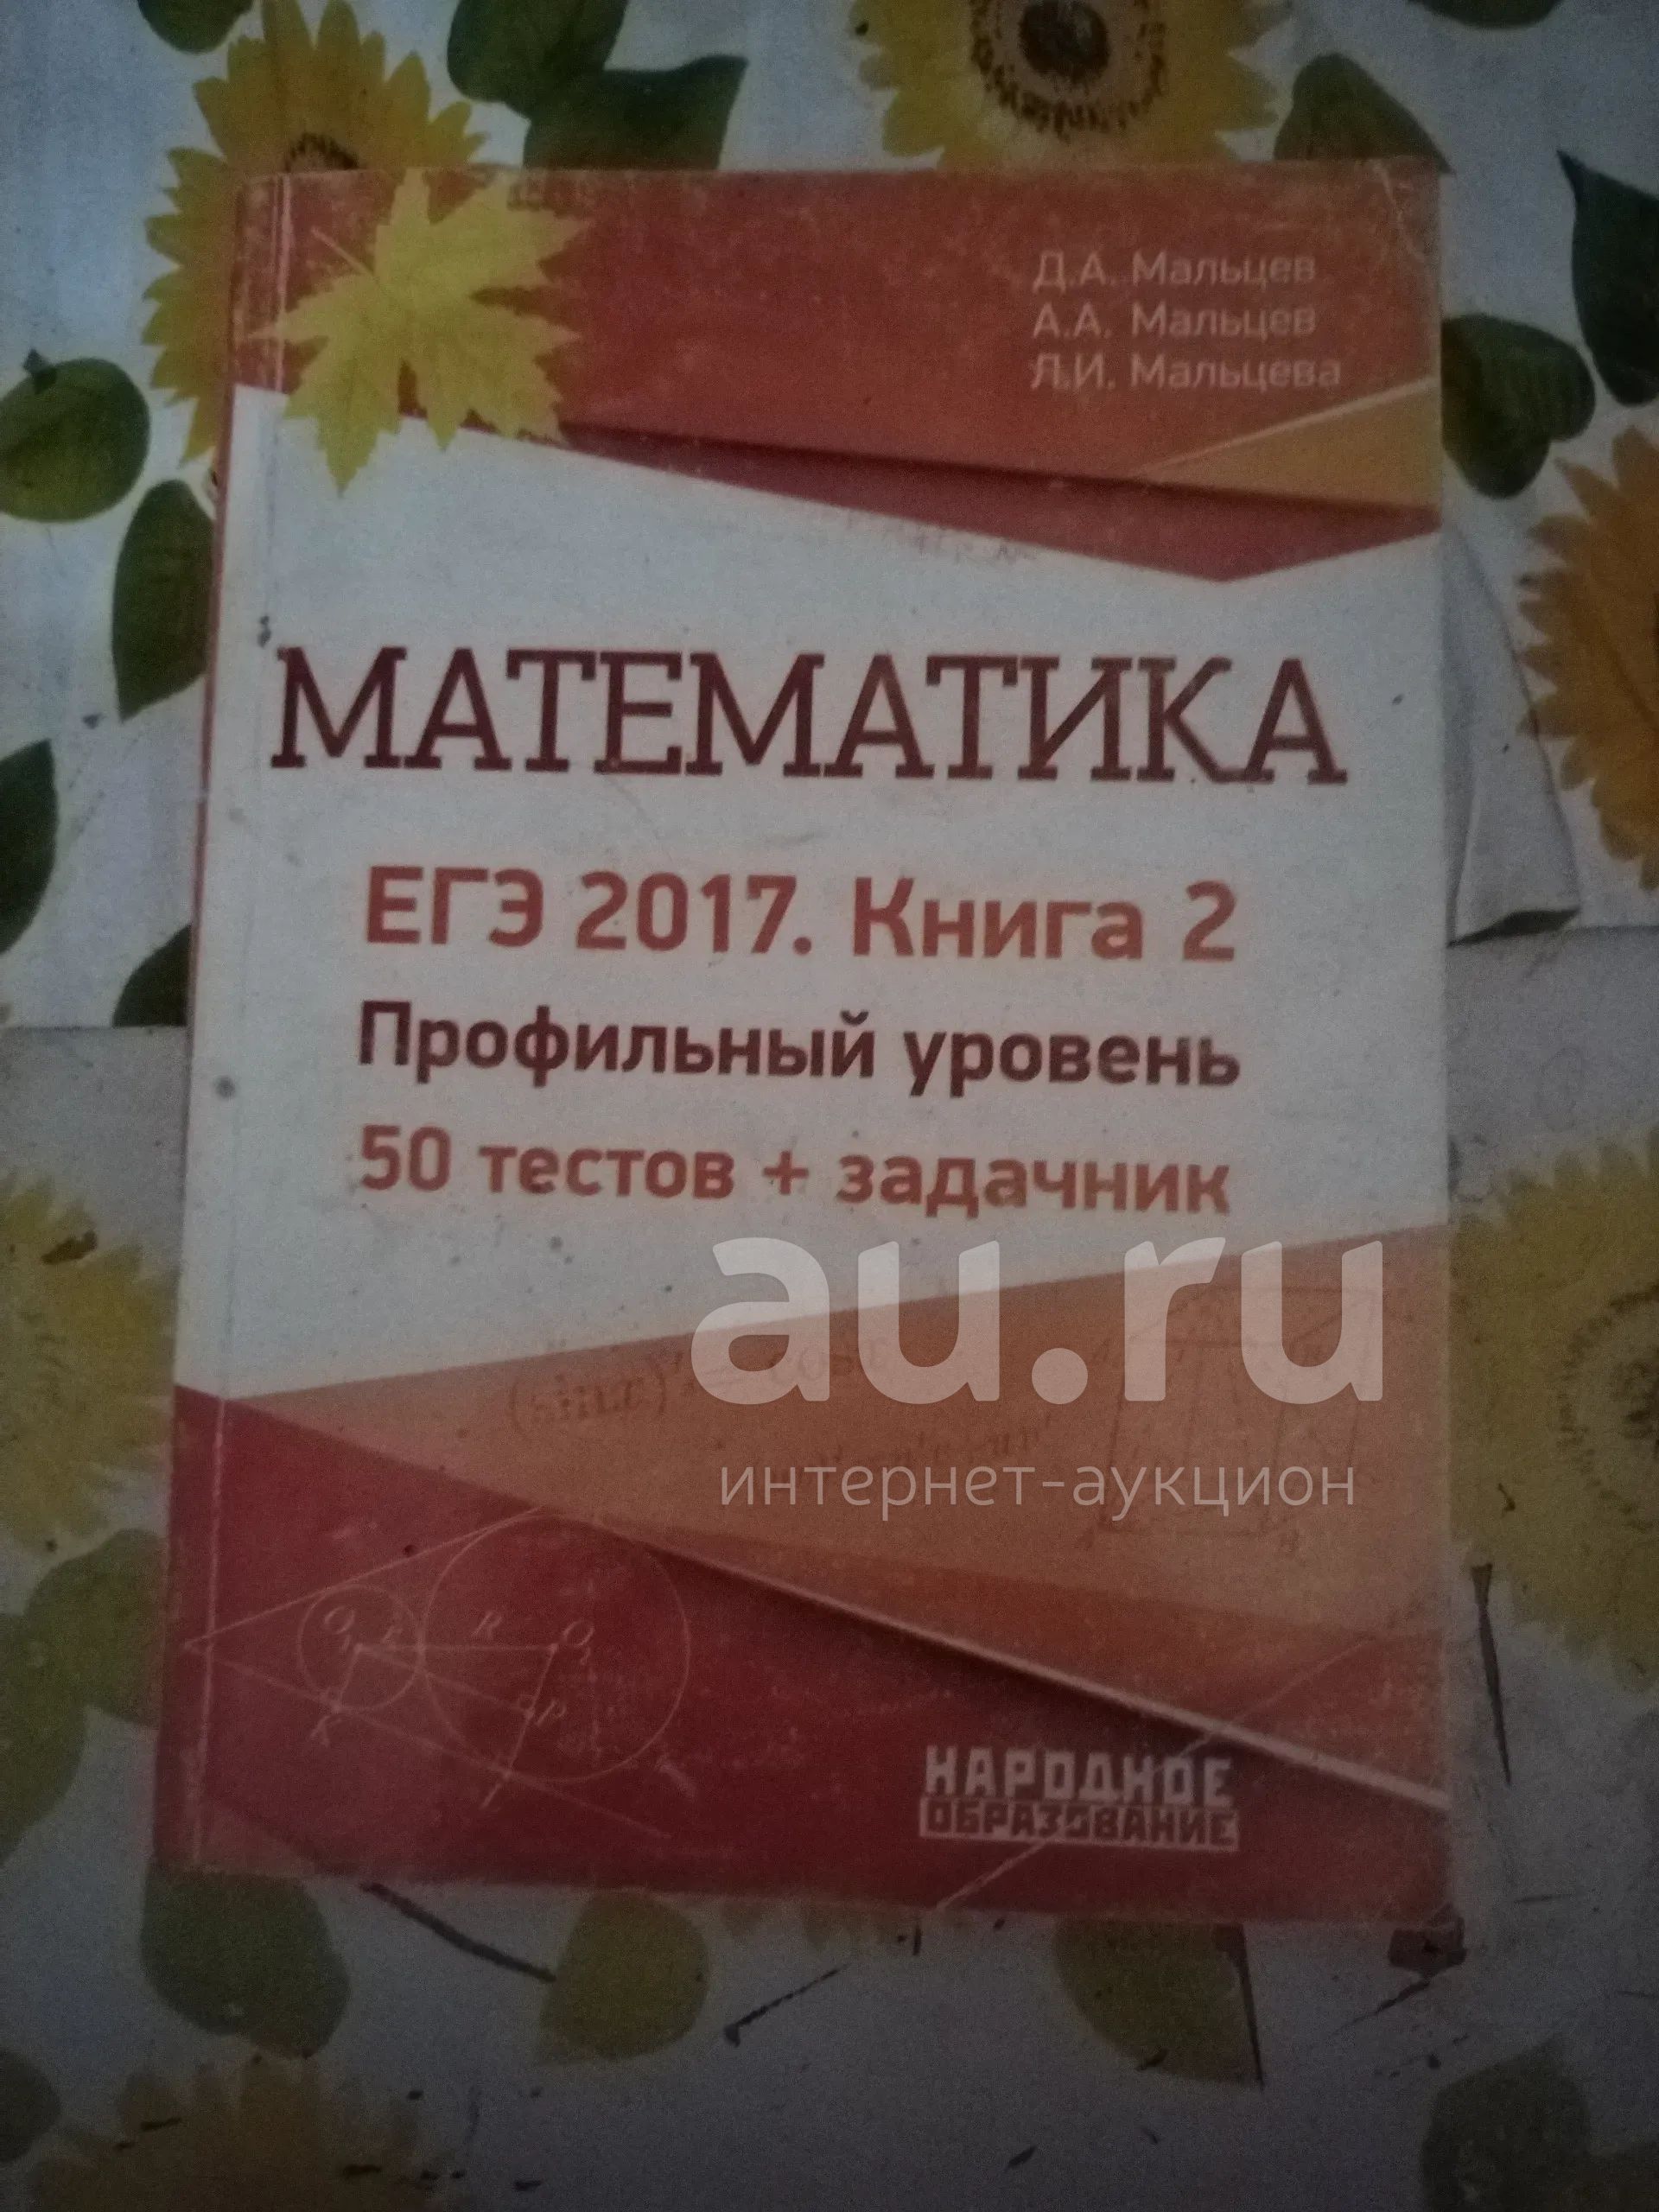 Д.А. Мальцев
А.А. Мальцев
Л.И. Мальцева
МАТЕМАТИКА
ЕГЭ 2017. Книга 2
Профильный уровень
50 тестов + задачник
au.ru
интернет-аукцион
O₁ R O
K P
НАРОДНОЕ
ОБРАЗОВАНИЕ